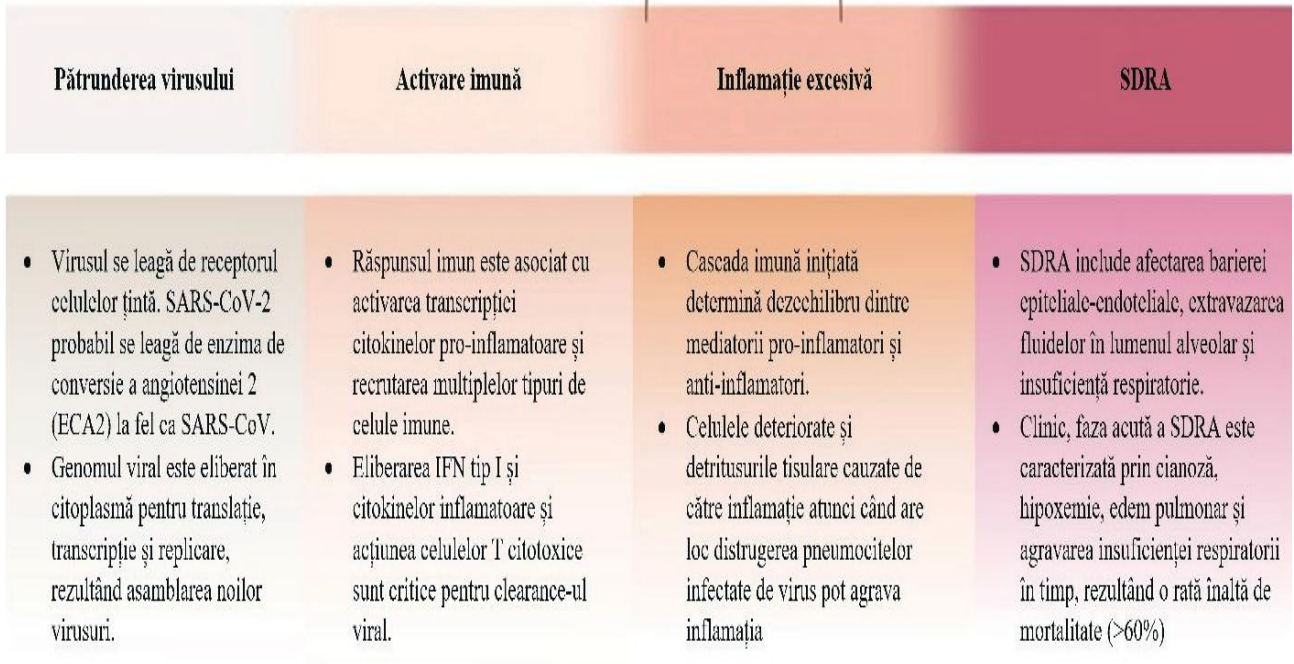 Pătrunderea virusului
Activare imună
Inflamație excesivă
SDRA
• Virusul se leagă de receptorul
celulelor țintă. SARS-CoV-2
probabil se leagă de enzima de
conversie a angiotensinei 2
(ECA2) la fel ca SARS-CoV.
• Genomul viral este eliberat în
citoplasmă pentru translație,
transcripție și replicare,
rezultând asamblarea noilor
virusuri.
• Răspunsul imun este asociat cu
activarea transcripției
citokinelor pro-inflamatoare și
recrutarea multiplelor tipuri de
celule imune.
• Eliberarea IFN tip I și
citokinelor inflamatoare și
acțiunea celulelor T citotoxice
sunt critice pentru clearance-ul
viral.
• Cascada imună inițiată
determină dezechilibru dintre
mediatorii pro-inflamatori și
anti-inflamatori.
• Celulele deteriorate și
detritusurile tisulare cauzate de
către inflamație atunci când are
loc distrugerea pneumocitelor
infectate de virus pot agrava
inflamația
• SDRA include afectarea barierei
epiteliale-endoteliale, extravazarea
fluidelor în lumenul alveolar și
insuficiență respiratorie.
• Clinic, faza acută a SDRA este
caracterizată prin cianoză,
hipoxemie, edem pulmonar și
agravarea insuficienței respiratorii
în timp, rezultând o rată înaltă de
mortalitate (>60%)